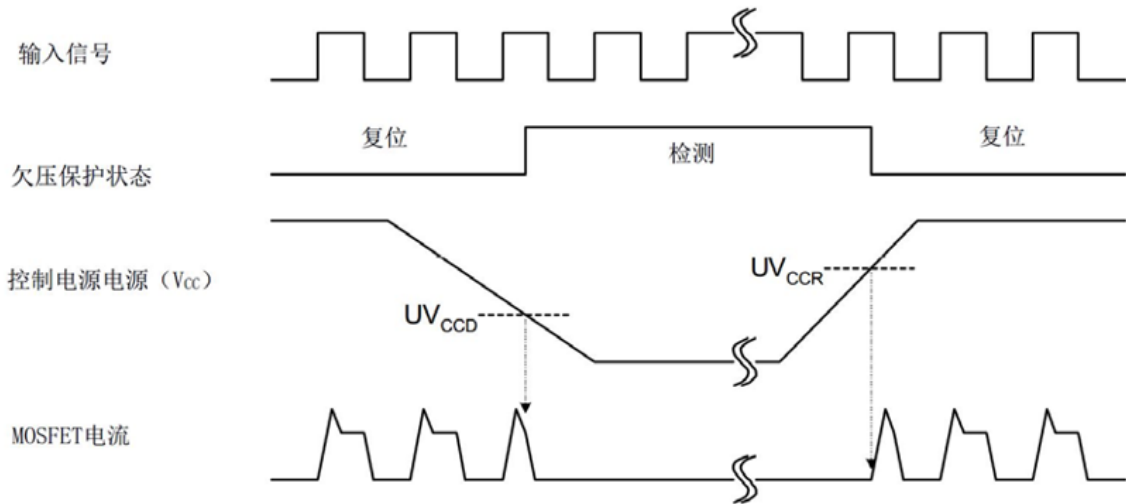 输入信号
复位
检测
复位
欠压保护状态
控制电源电源（Vcc）
UVCCD
UVCCR
MOSFET电流